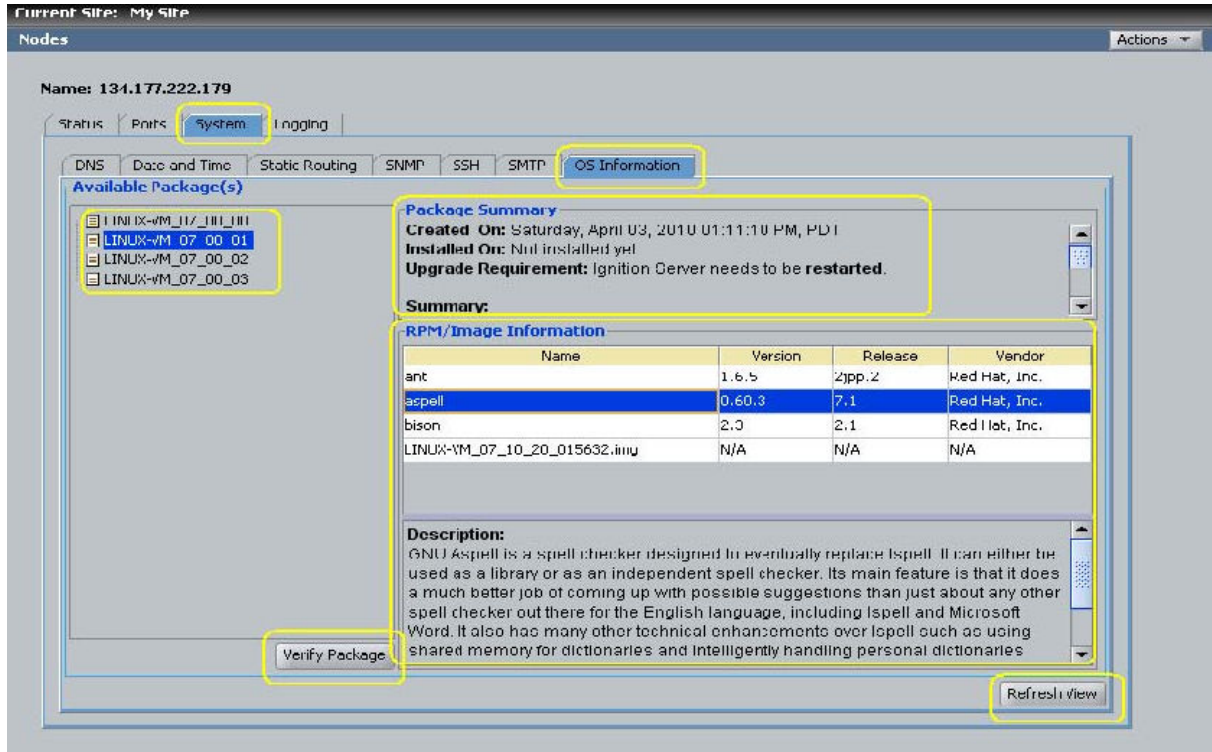 Current Site: My Site
Nodes
Actions
Name: 134.177.222.179
Status Ports System Logging
DNS Date and Time Static Routing SNMP SSH SMTP OS Information
Available Package(s)
LINUX-VM_07_00_00
LINUX-VM_07_00_01
LINUX-VM_07_00_02
LINUX-VM_07_00_03
Verify Package
Package Summary
Created On: Saturday, April 03, 2010 01:11:10 PM, PDT
Installed On: Not installed yet
Upgrade Requirement: Ignition Server needs to be restarted.
Summary:
RPM/Image Information
Name Version Release Vendor
ant 1.6.5 2jpp.2 Red Hat, Inc.
aspell 0.60.3 7.1 Red Hat, Inc.
bison 2.3 2.1 Red Hat, Inc.
LINUX-VM_07_10_20_015632.img N/A N/A N/A
Description:
GNU Aspell is a spell checker designed to eventually replace Ispell. It can either be
used as a library or as an independent spell checker. Its main feature is that it does
a much better job of coming up with possible suggestions than just about any other
spell checker out there for the English language, including Ispell and Microsoft
Word. It also has many other technical enhancements over Ispell such as using
shared memory for dictionaries and intelligently handling personal dictionaries
Refresh View